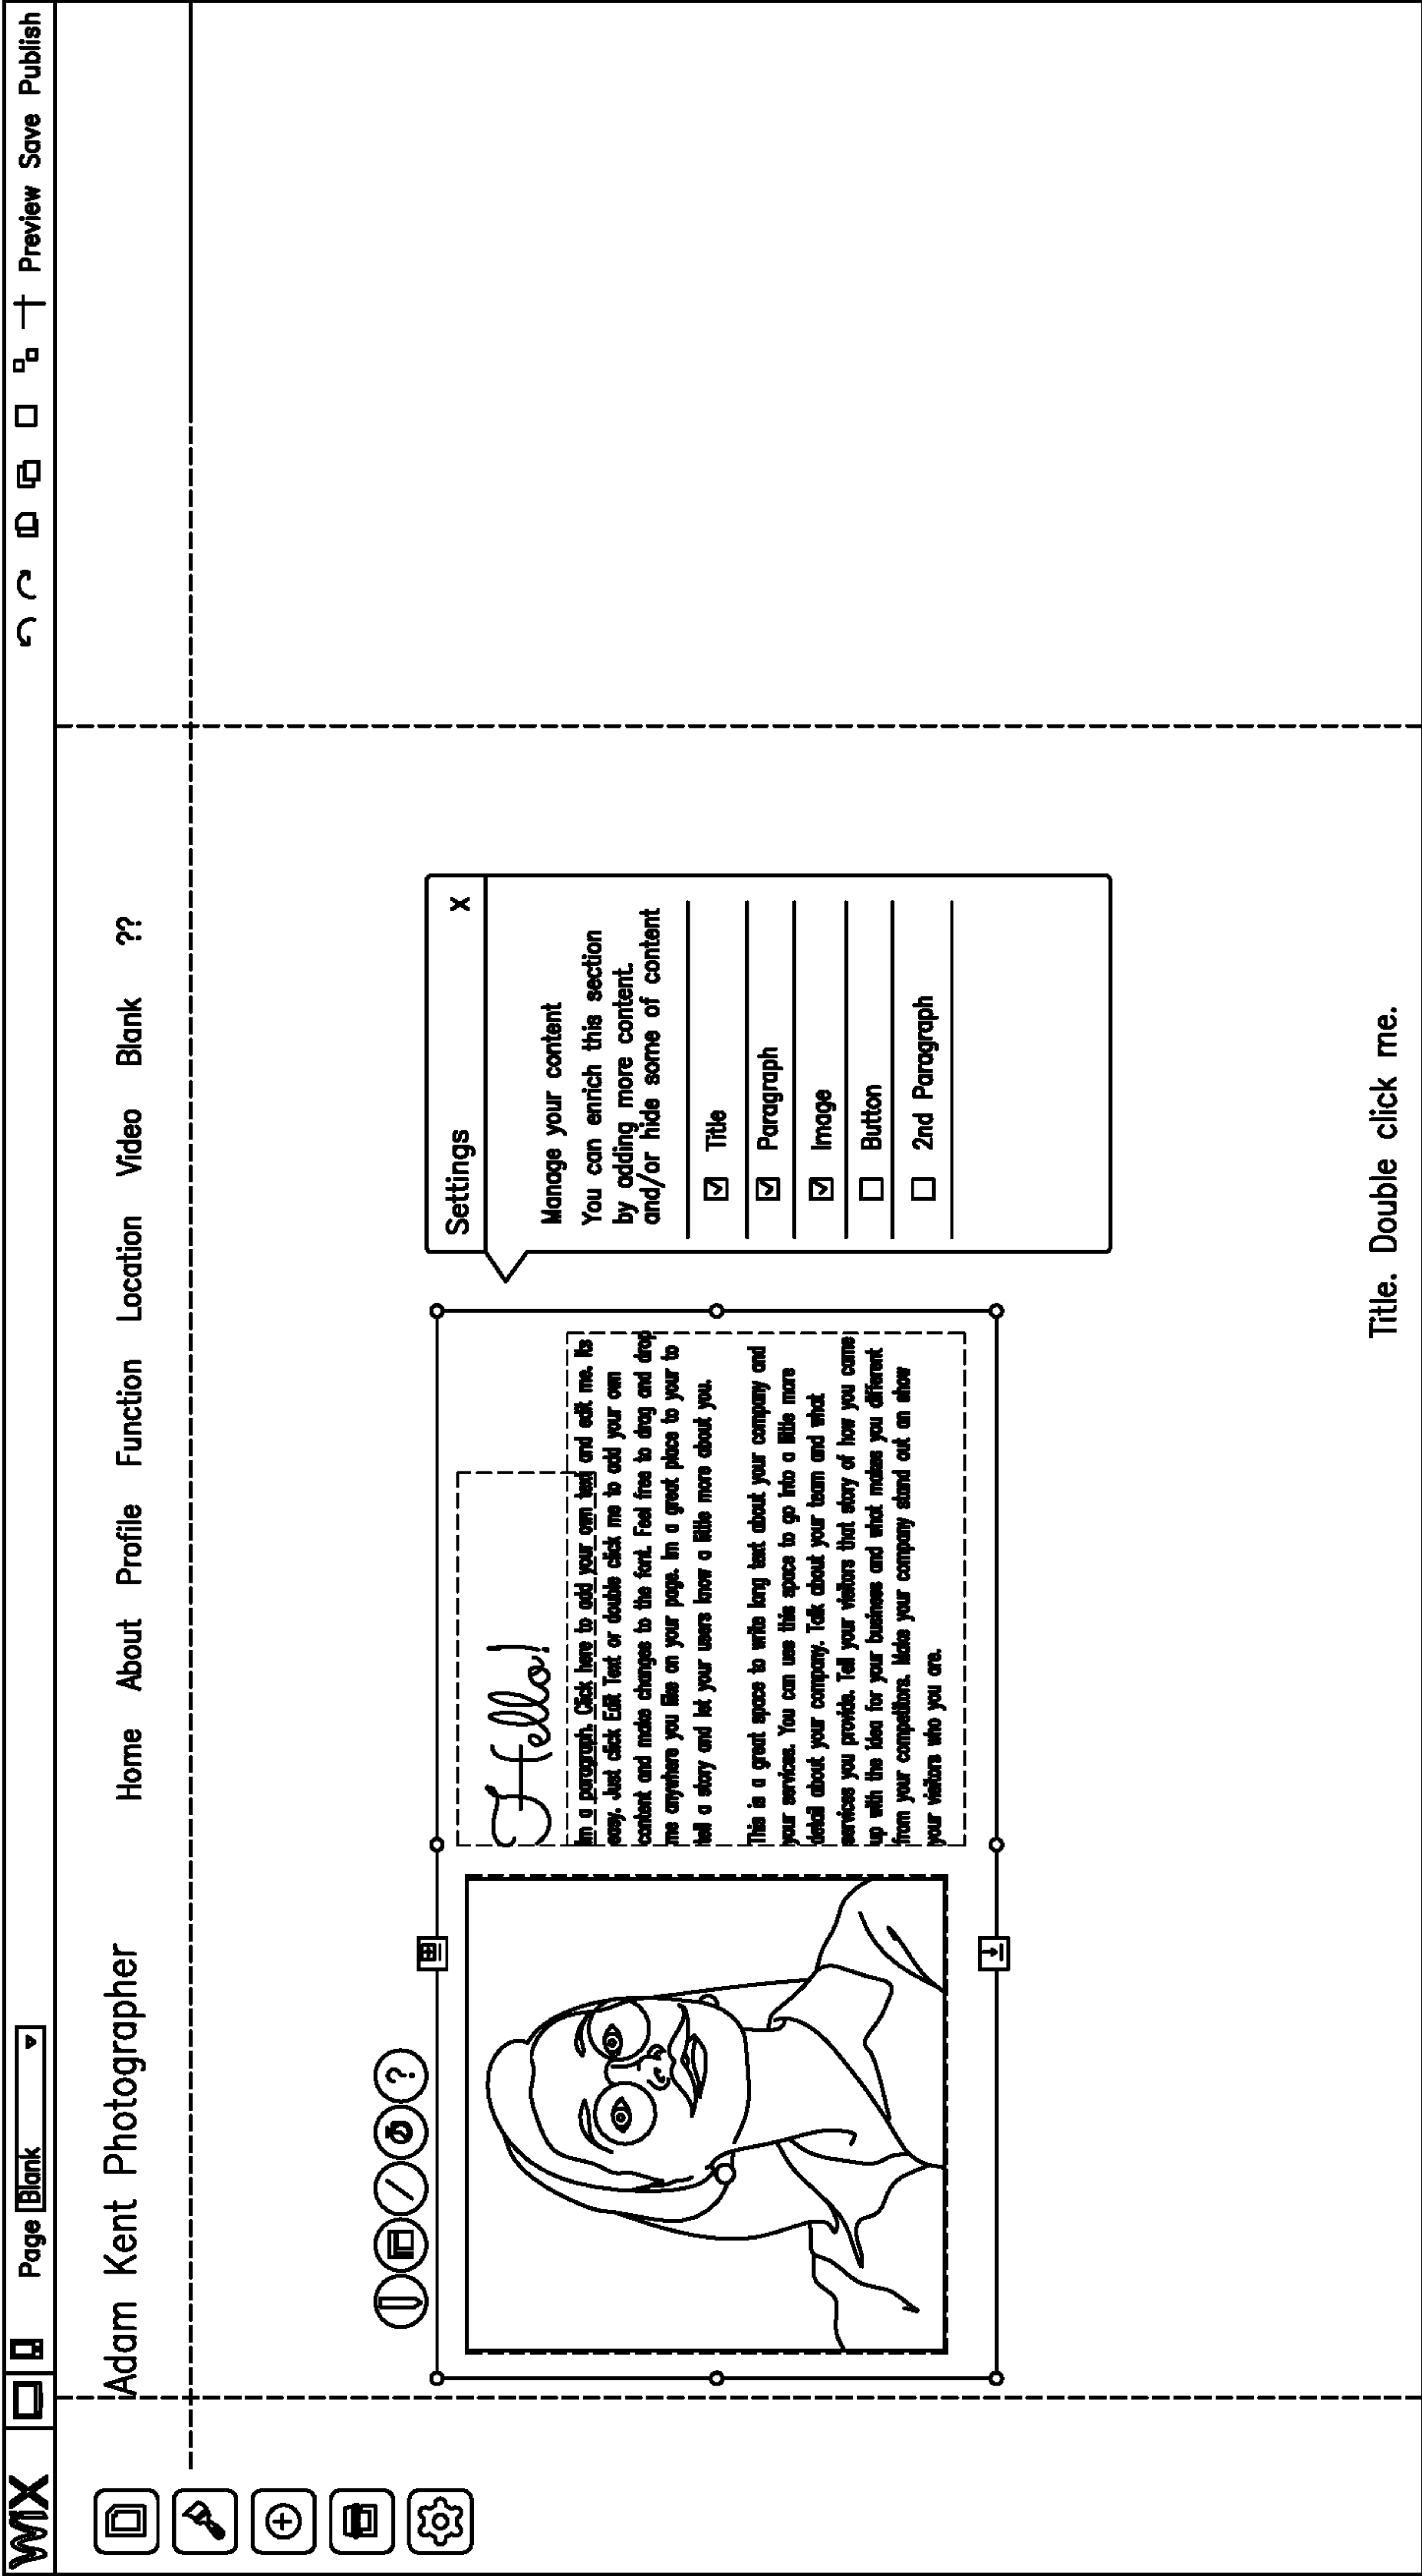 WiX Page Blank Preview Save Publish
Adam Kent Photographer Home About Profile Function Location Video Blank ??
?
Hello!
Im a paragraph. Click here to add your own text and edit me. Its
easy. Just click Edit Text or double click me to add your own
content and make changes to the font. Feel free to drag and drop
me anywhere you like on your page. Im a great place to your to
tell a story and let your users know a little more about you.
This is a great space to write long text about your company and
your services. You can use this space to go into a little more
detail about your company. Talk about your team and what
services you provide. Tell your visitors that story of how you came
up with the idea for your business and what makes you different
from your competitors. Make your company stand out an show
your visitors who you are.
Settings X
Manage your content
You can enrich this section
by adding more content.
and/or hide some of content
Title
Paragraph
Image
Button
2nd Paragraph
Title. Double click me.